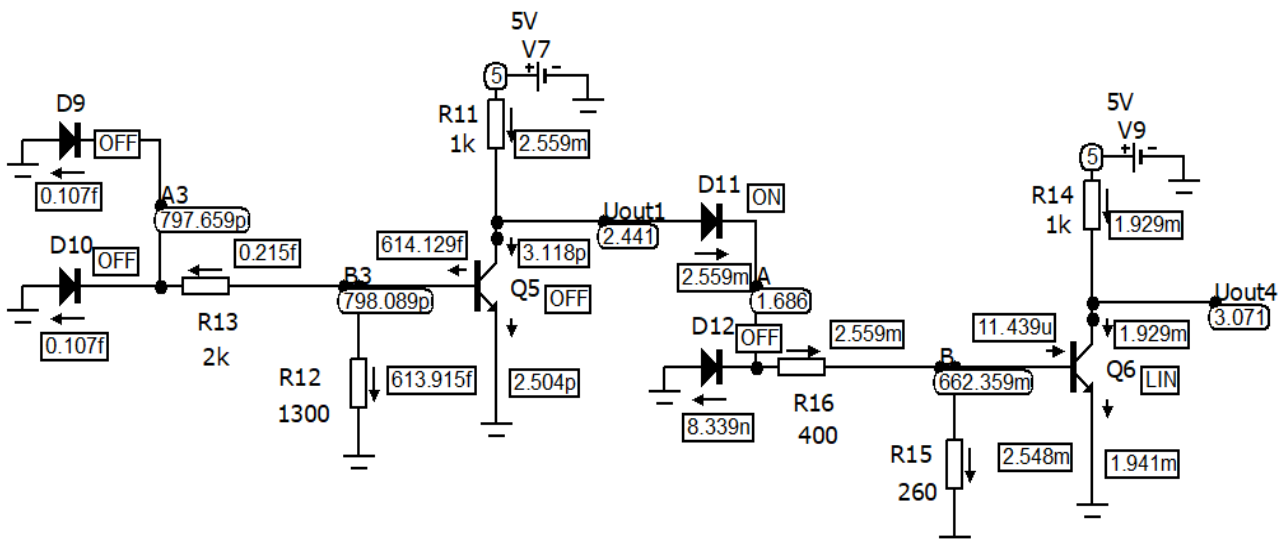 5V
V7
5
D9
OFF
0.107f
A3
797.659p
R11
1k
2.559m
5V
V9
5
D10
OFF
0.107f
0.215f
R13
2k
B3
798.089p
614.129f
3.118p
Q5
OFF
2.504p
R12
1300
613.915f
Uout1
2.441
D11
ON
2.559m
A
1.686
R14
1k
1.929m
D12
OFF
8.339n
2.559m
R16
400
B
662.359m
11.439u
1.929m
Q6
LIN
Uout4
3.071
R15
260
2.548m
1.941m